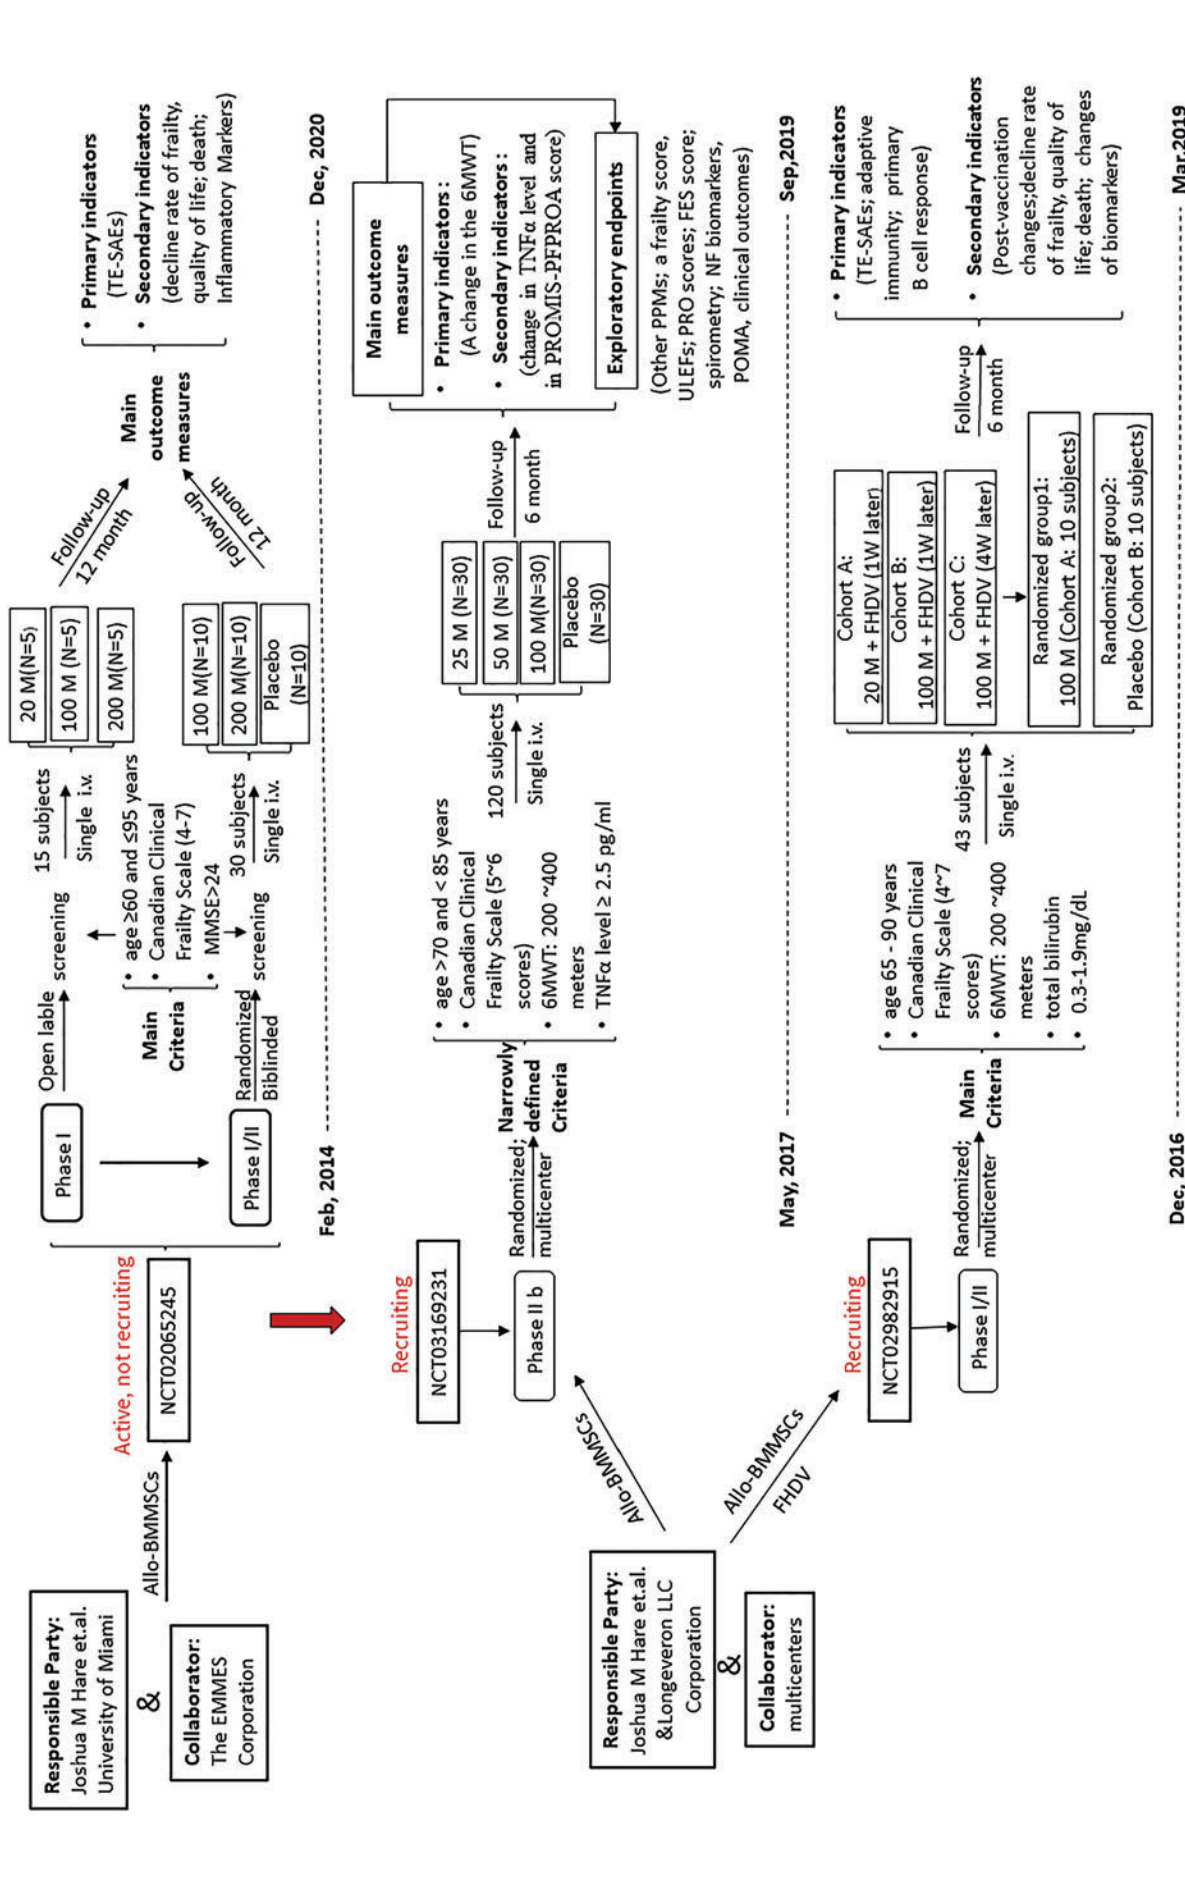 Responsible Party:
Joshua M Hare et.al.
University of Miami
&
Collaborator:
The EMMES
Corporation
Allo-BMMSCs
Active, not recruiting
NCT02065245
Phase I
Open lable
screening
15 subjects
Single i.v.
20 M(N=5)
100 M (N=5)
200 M(N=5)
Follow-up
12 month
Main
Criteria
• age ≥60 and ≤95 years
• Canadian Clinical
Frailty Scale (4-7)
• MMSE>24
Phase I/II
Randomized
Biblinded
screening
30 subjects
Single i.v.
100 M(N=10)
200 M(N=10)
Placebo
(N=10)
Follow-up
12 month
Main
outcome
measures
• Primary indicators
(TE-SAEs)
• Secondary indicators
(decline rate of frailty,
quality of life; death;
Inflammatory Markers)
Feb, 2014
Dec, 2020
Responsible Party:
Joshua M Hare et.al.
&Longeveron LLC
Corporation
&
Collaborator:
multicenters
Allo-BMMSCs
Recruiting
NCT03169231
Phase II b
Randomized;
multicenter
Narrowly
defined
Criteria
• age >70 and < 85 years
• Canadian Clinical
Frailty Scale (5~6
scores)
• 6MWT: 200 ~400
meters
• TNFα level ≥ 2.5 pg/ml
120 subjects
Single i.v.
25 M (N=30)
50 M (N=30)
100 M(N=30)
Placebo
(N=30)
Follow-up
6 month
Main outcome
measures
• Primary indicators :
(A change in the 6MWT)
• Secondary indicators :
(change in TNFα level and
in PROMIS-PFPROA score)
Exploratory endpoints
(Other PPMs; a frailty score,
ULEFs; PRO scores; FES score;
spirometry; NF biomarkers,
POMA, clinical outcomes)
May, 2017
Sep,2019
Allo-BMMSCs
FHDV
Recruiting
NCT02982915
Phase I/II
Randomized;
multicenter
Main
Criteria
• age 65 - 90 years
• Canadian Clinical
Frailty Scale (4~7
scores)
• 6MWT: 200 ~400
meters
• total bilirubin
• 0.3-1.9mg/dL
43 subjects
Single i.v.
Cohort A:
20 M + FHDV (1W later)
Cohort B:
100 M + FHDV (1W later)
Cohort C:
100 M + FHDV (4W later)
Randomized group1:
100 M (Cohort A: 10 subjects)
Randomized group2:
Placebo (Cohort B: 10 subjects)
Follow-up
6 month
• Primary indicators
(TE-SAEs; adaptive
immunity; primary
B cell response)
• Secondary indicators
(Post-vaccination
changes;decline rate
of frailty, quality of
life; death; changes
of biomarkers)
Dec, 2016
Mar,2019